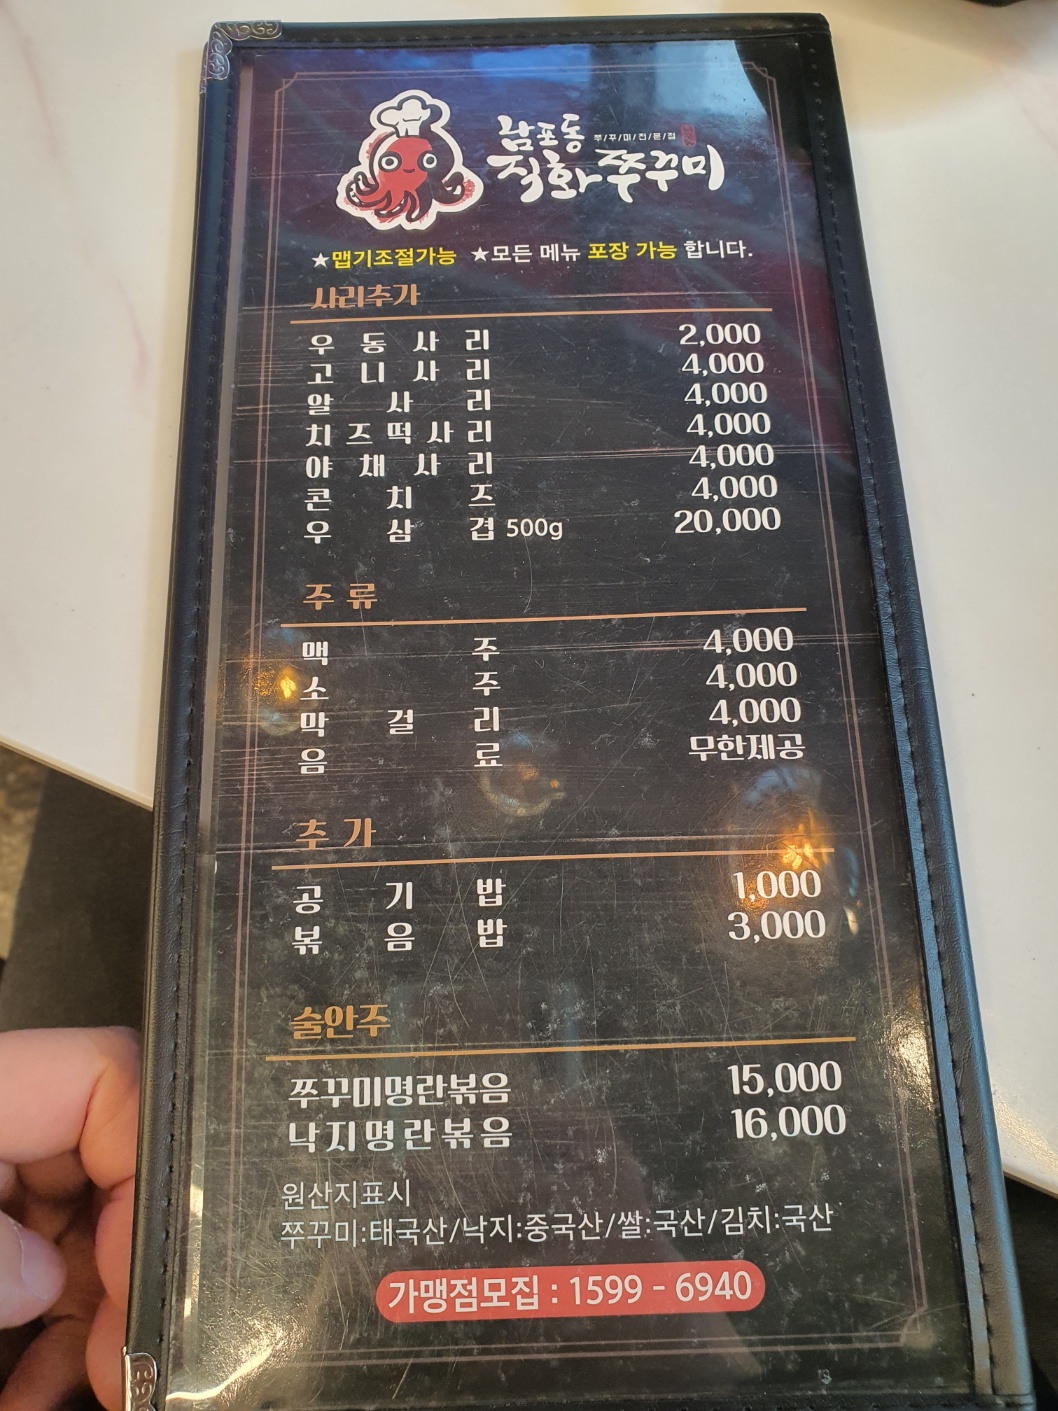 남포동 쭈/꾸/미/전/문/점
직화쭈꾸미
★맵기조절가능 ★모든 메뉴 포장 가능 합니다.
사리추가
우동사리 2,000
고니사리 4,000
알사리 4,000
치즈떡사리 4,000
야채사리 4,000
콘치즈 4,000
우삼겹 500g 20,000
주류
맥주 4,000
소주 4,000
막걸리 4,000
음료 무한제공
추가
공기밥 1,000
볶음밥 3,000
술안주
쭈꾸미명란볶음 15,000
낙지명란볶음 16,000
원산지표시
쭈꾸미:태국산/낙지:중국산/쌀:국산/김치:국산
가맹점모집 : 1599 - 6940